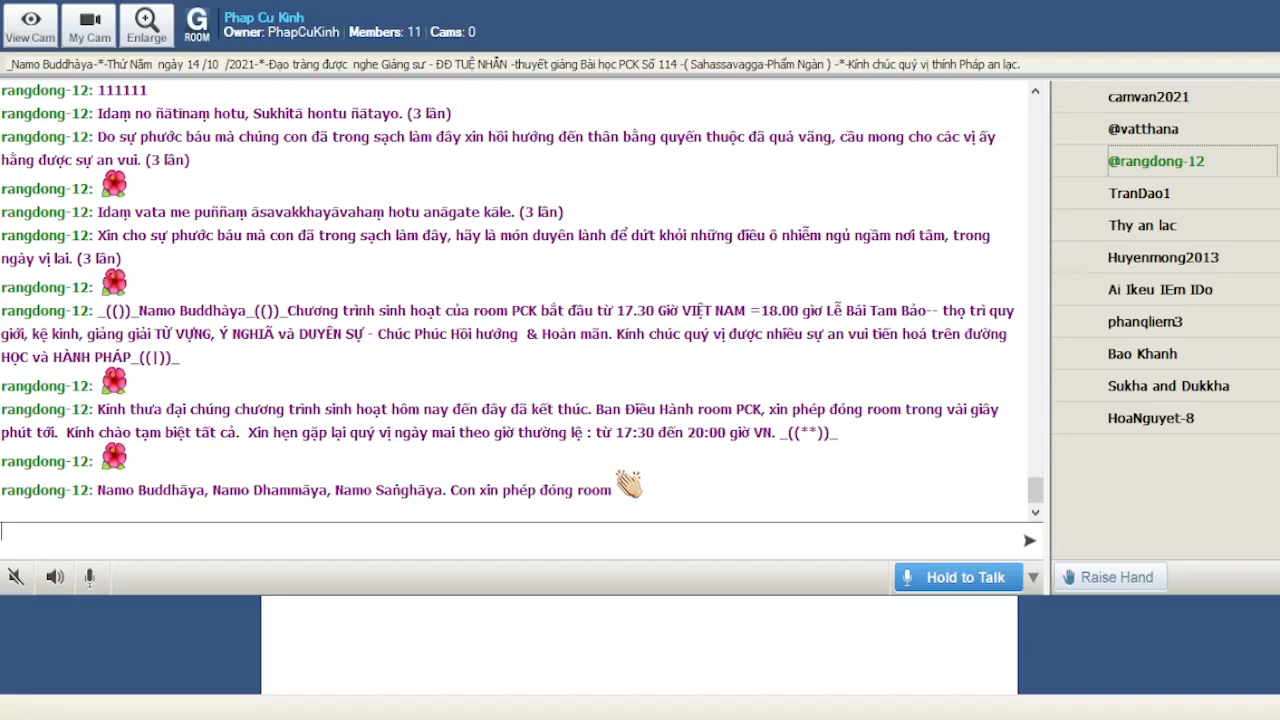 View Cam
My Cam
Enlarge
G
ROOM
Phap Cu Kinh
Owner: PhapCuKinh | Members: 11 | Cams: 0
_Namo Buddhàya-*-Thứ Năm ngày 14 /10 /2021-*-Đạo tràng được nghe Giảng sư - ĐĐ TUỆ NHẪN -thuyết giảng Bài học PCK Số 114 -( Sahassavagga-Phẩm Ngàn ) -*-Kính chúc quý vị thính Pháp an lạc.
rangdong-12: 111111
rangdong-12: Idaṃ no ñātīnaṃ hotu, Sukhitā hontu ñātayo. (3 lần)
rangdong-12: Do sự phước báu mà chúng con đã trong sạch làm đây xin hồi hướng đến thân bằng quyến thuộc đã quá vãng, cầu mong cho các vị ấy
hằng được sự an vui. (3 lần)
rangdong-12:
rangdong-12: Idaṃ vata me puññaṃ āsavakkhayāvahaṃ hotu anāgate kāle. (3 lần)
rangdong-12: Xin cho sự phước báu mà con đã trong sạch làm đây, hãy là món duyên lành để dứt khỏi những điều ô nhiễm ngủ ngầm nơi tâm, trong
ngày vị lai. (3 lần)
rangdong-12:
rangdong-12: _(())_Namo Buddhàya_(())_Chương trình sinh hoạt của room PCK bắt đầu từ 17.30 Giờ VIỆT NAM =18.00 giờ Lễ Bái Tam Bảo-- thọ trì quy
giới, kệ kinh, giảng giải TỪ VỰNG, Ý NGHIÃ và DUYÊN SỰ - Chúc Phúc Hồi hướng & Hoàn mãn. Kính chúc quý vị được nhiều sự an vui tiến hoá trên đường
HỌC và HÀNH PHÁP_((|))_
rangdong-12:
rangdong-12: Kính thưa đại chúng chương trình sinh hoạt hôm nay đến đây đã kết thúc. Ban Điều Hành room PCK, xin phép đóng room trong vài giây
phút tới. Kính chào tạm biệt tất cả. Xin hẹn gặp lại quý vị ngày mai theo giờ thường lệ : từ 17:30 đến 20:00 giờ VN. _((**))_
rangdong-12:
rangdong-12: Namo Buddhāya, Namo Dhammāya, Namo Saṅghāya. Con xin phép đóng room
camvan2021
@vatthana
@rangdong-12
TranDao1
Thy an lac
Huyenmong2013
Ai Ikeu IEm IDo
phanqliem3
Bao Khanh
Sukha and Dukkha
HoaNguyet-8
Hold to Talk
Raise Hand